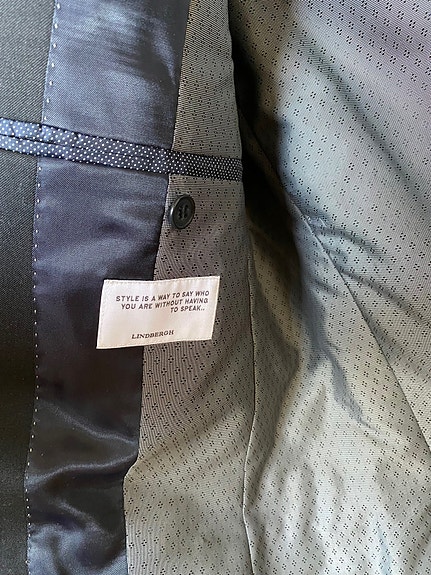 STYLE IS A WAY TO SAY WHO
YOU ARE WITHOUT HAVING
TO SPEAK..
LINDBERGH